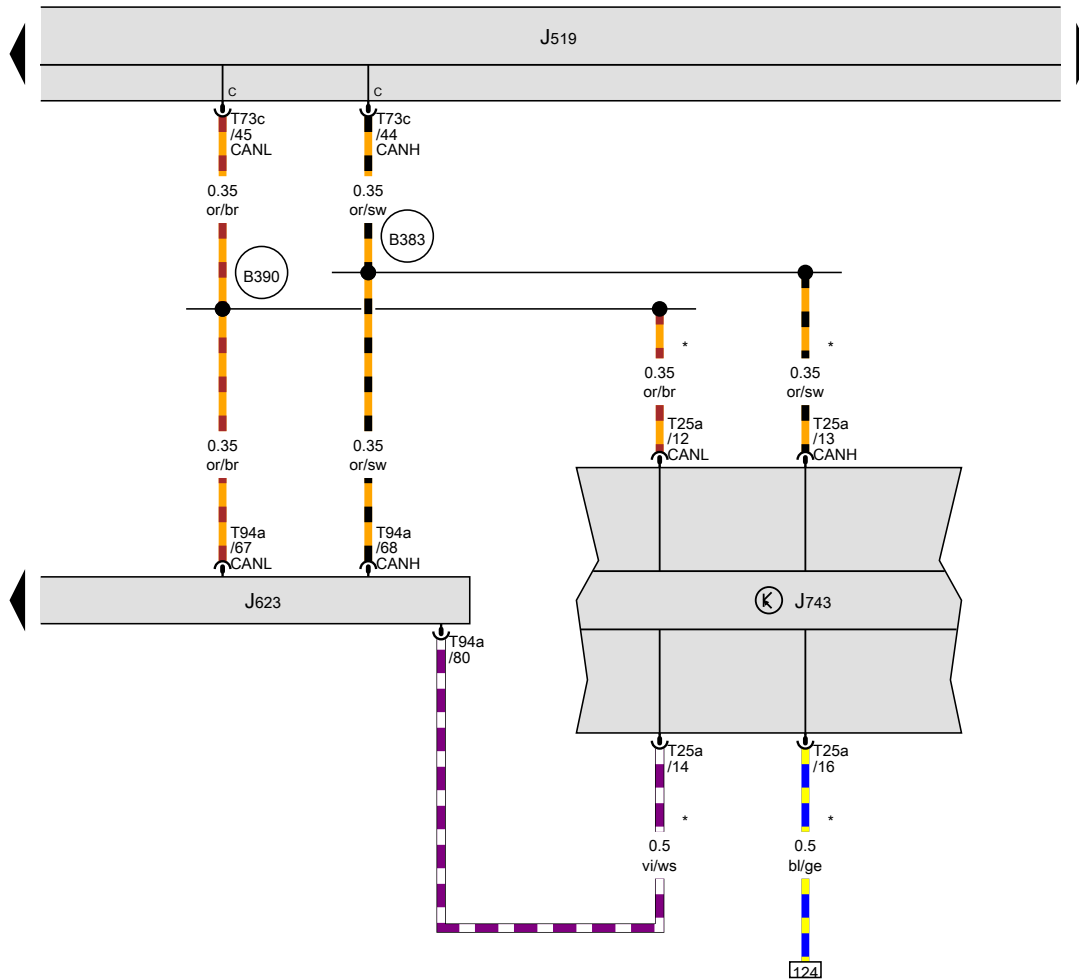 J519
C
C
T73c
/45
CANL
T73c
/44
CANH
0.35
or/br
0.35
or/sw
B383
B390
*
*
0.35
or/br
0.35
or/sw
T25a
/12
CANL
T25a
/13
CANH
0.35
or/br
0.35
or/sw
T94a
/67
CANL
T94a
/68
CANH
J623
J743
T94a
/80
T25a
/14
T25a
/16
*
*
0.5
vi/ws
0.5
bl/ge
124